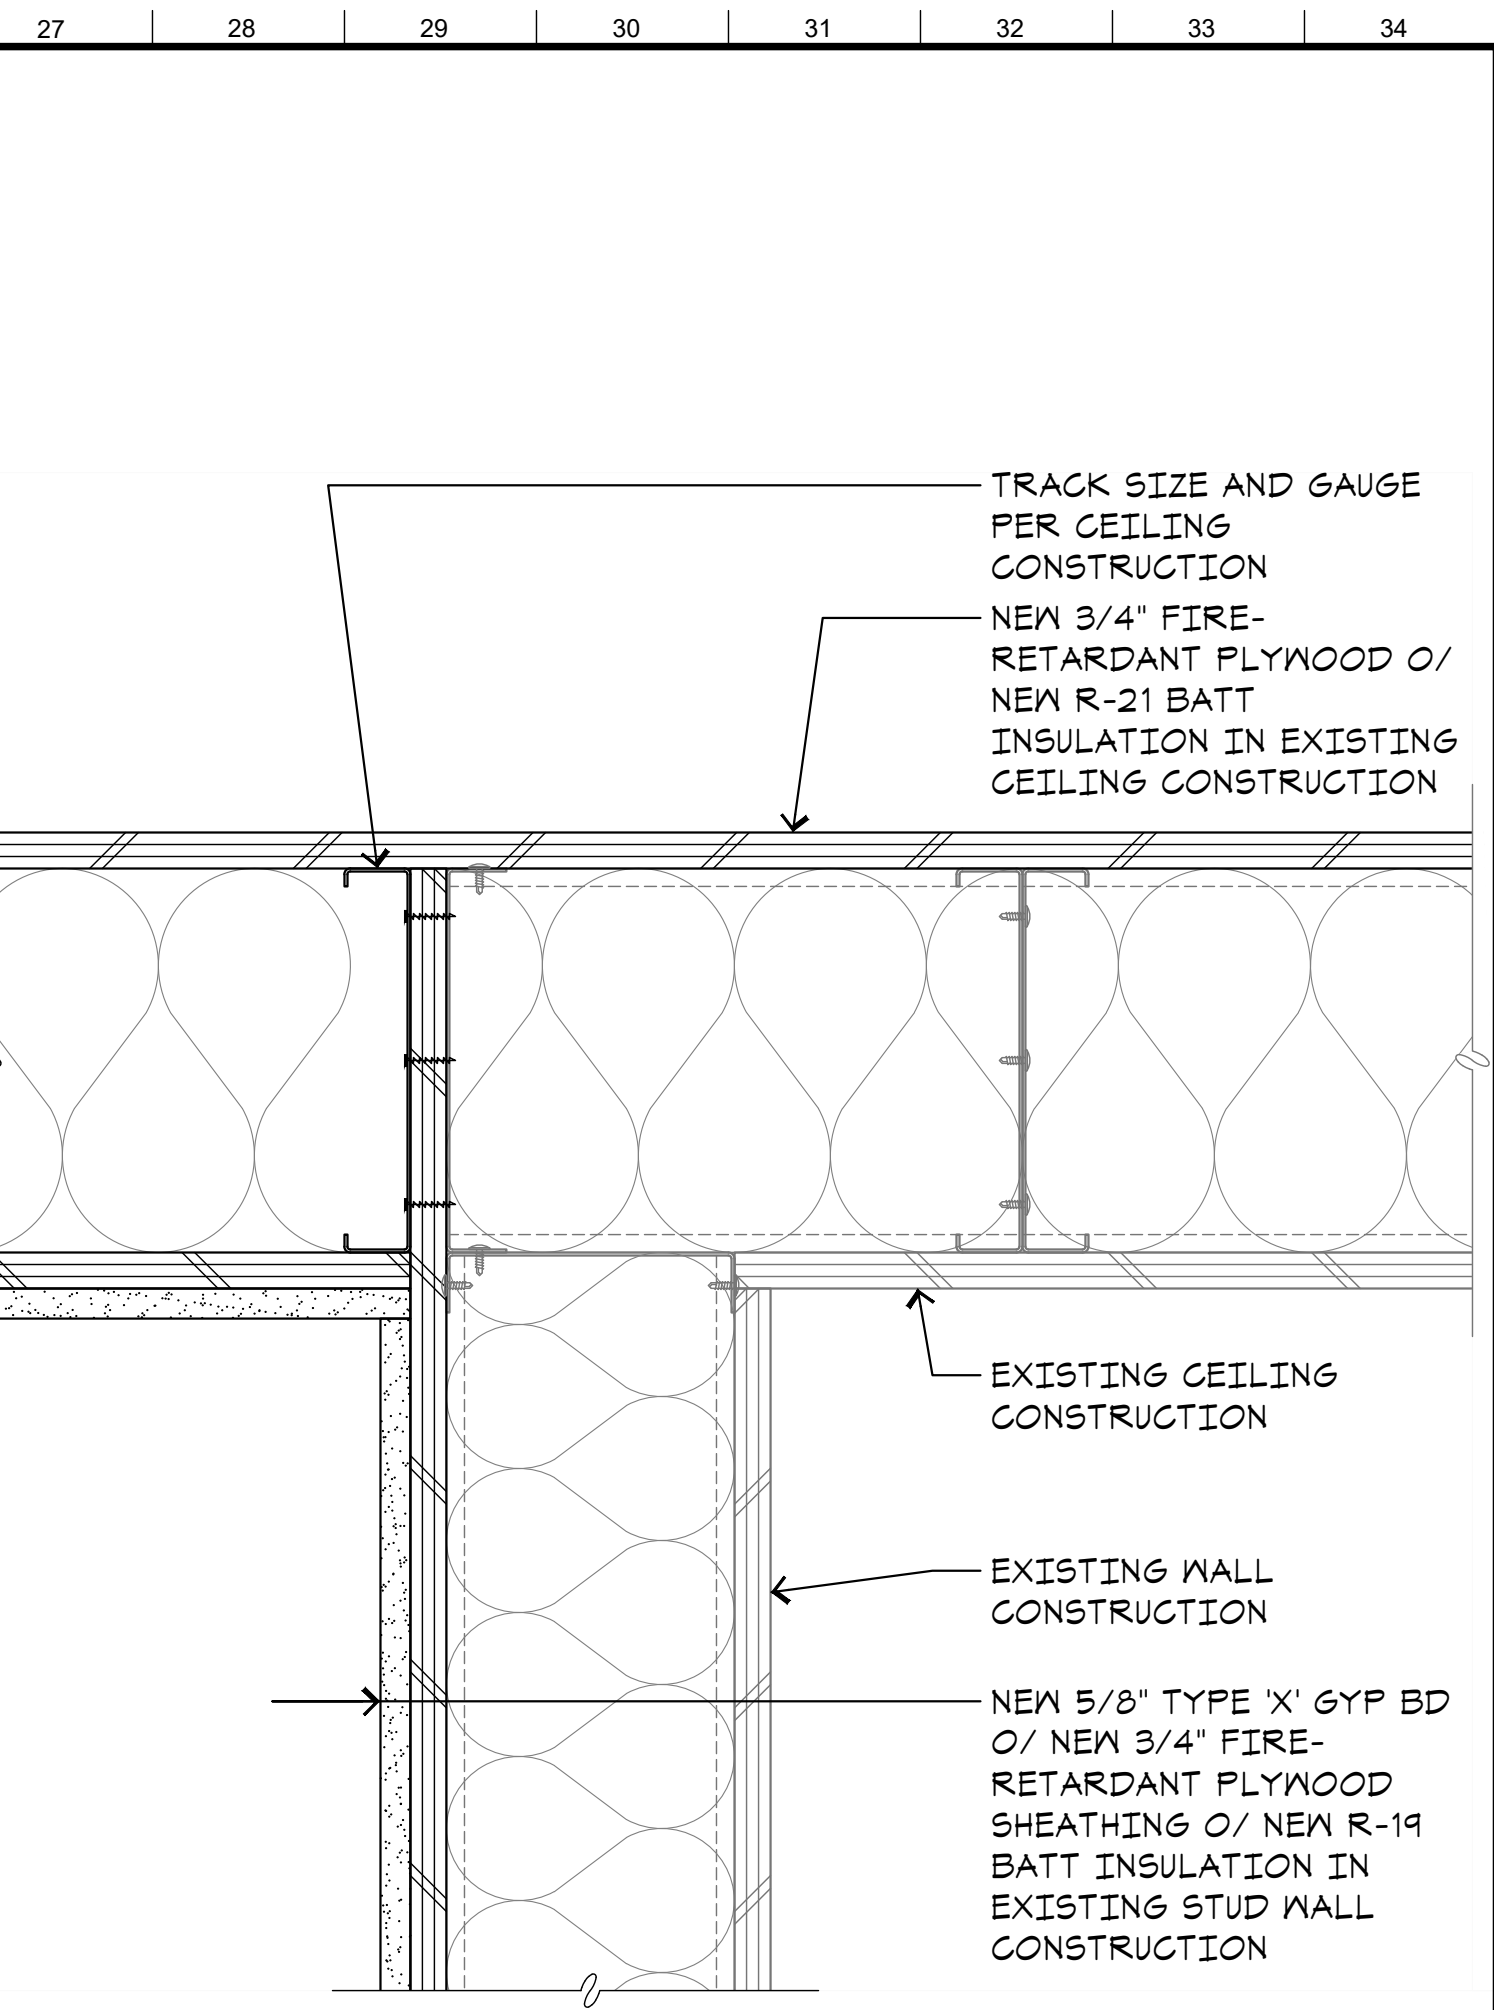 27 28 29 30 31 32 33 34
TRACK SIZE AND GAUGE
PER CEILING
CONSTRUCTION
NEW 3/4" FIRE-
RETARDANT PLYWOOD O/
NEW R-21 BATT
INSULATION IN EXISTING
CEILING CONSTRUCTION
EXISTING CEILING
CONSTRUCTION
EXISTING WALL
CONSTRUCTION
NEW 5/8" TYPE 'X' GYP BD
O/ NEW 3/4" FIRE-
RETARDANT PLYWOOD
SHEATHING O/ NEW R-19
BATT INSULATION IN
EXISTING STUD WALL
CONSTRUCTION